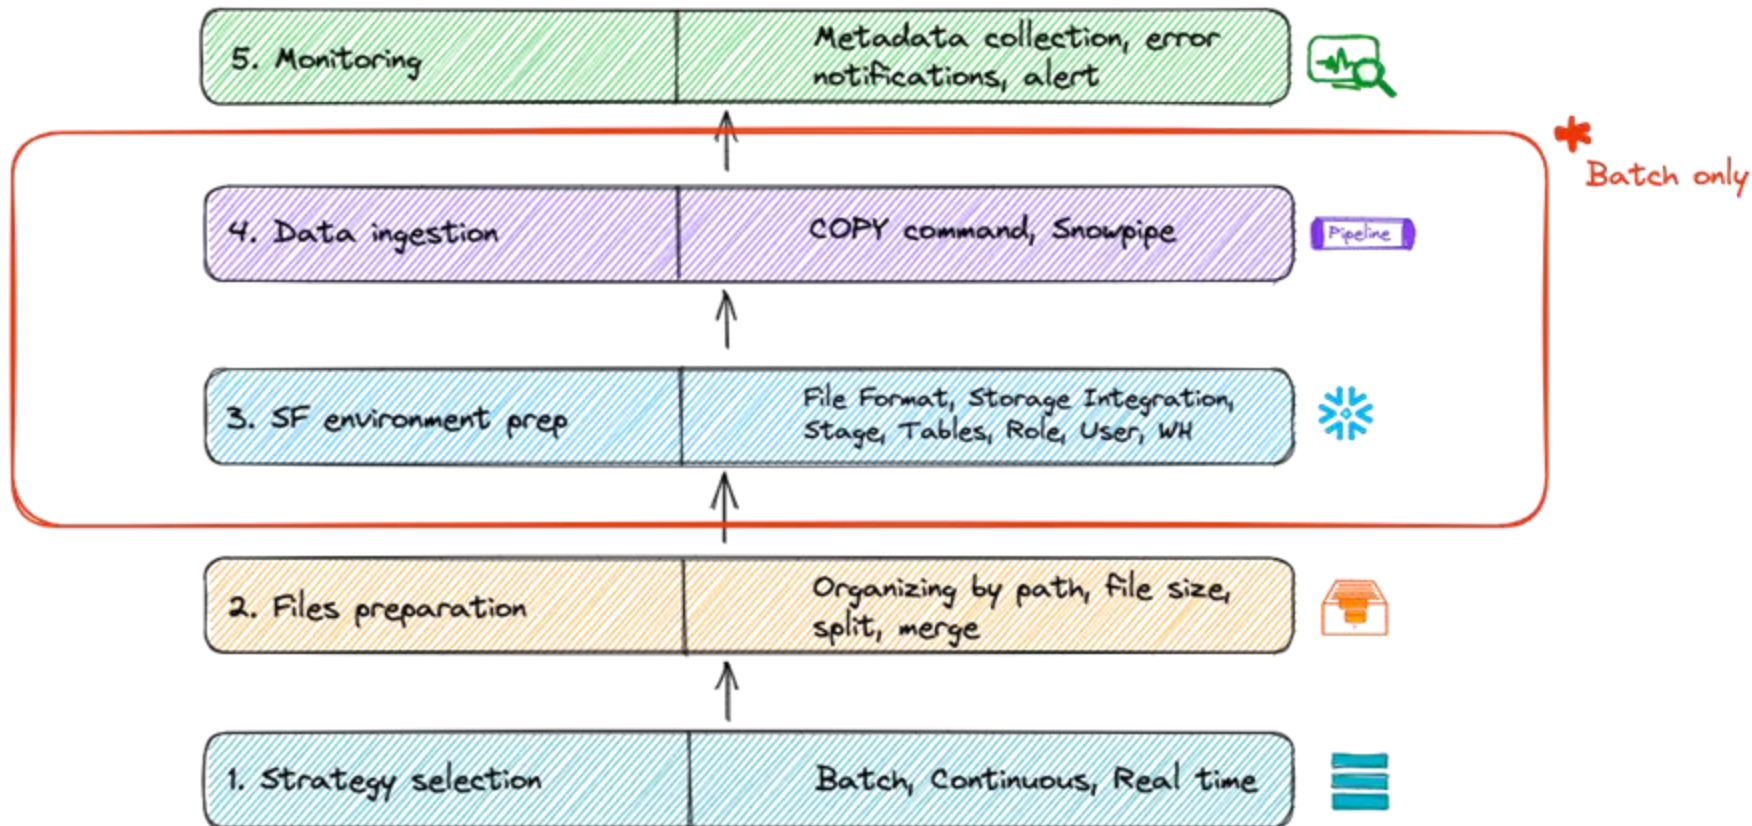 5. Monitoring
Metadata collection, error
notifications, alert
*
Batch only
4. Data ingestion
COPY command, Snowpipe
Pipeline
3. SF environment prep
File Format, Storage Integration,
Stage, Tables, Role, User, WH
2. Files preparation
Organizing by path, file size,
split, merge
1. Strategy selection
Batch, Continuous, Real time